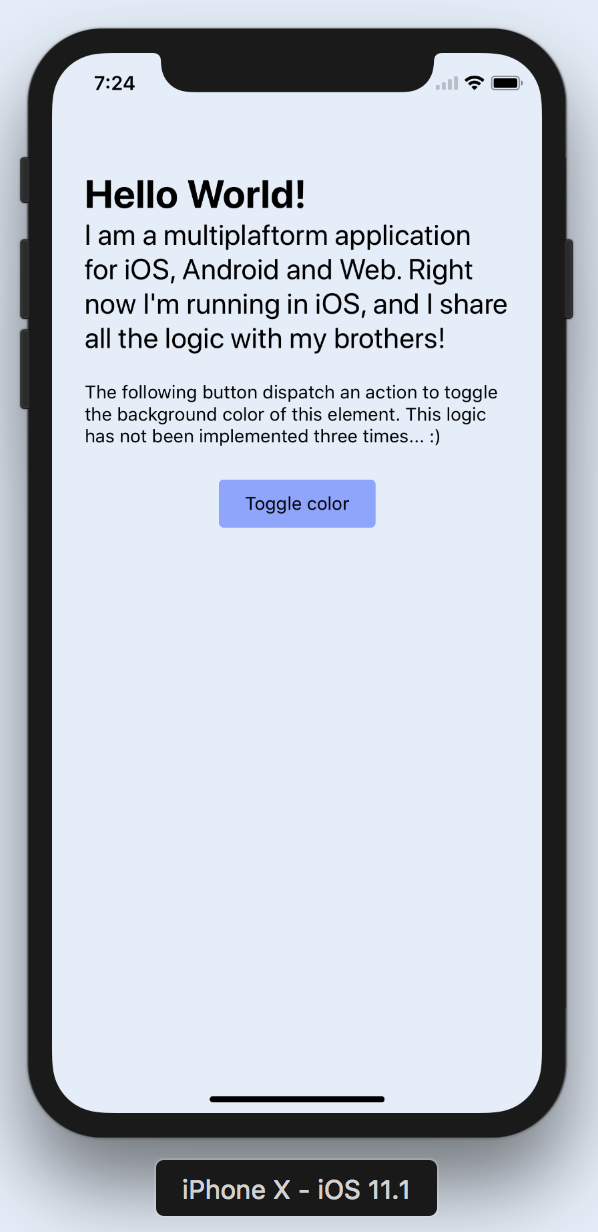 7:24
Hello World!
I am a multiplaftorm application
for iOS, Android and Web. Right
now I'm running in iOS, and I share
all the logic with my brothers!
The following button dispatch an action to toggle
the background color of this element. This logic
has not been implemented three times... :)
Toggle color
iPhone X - iOS 11.1